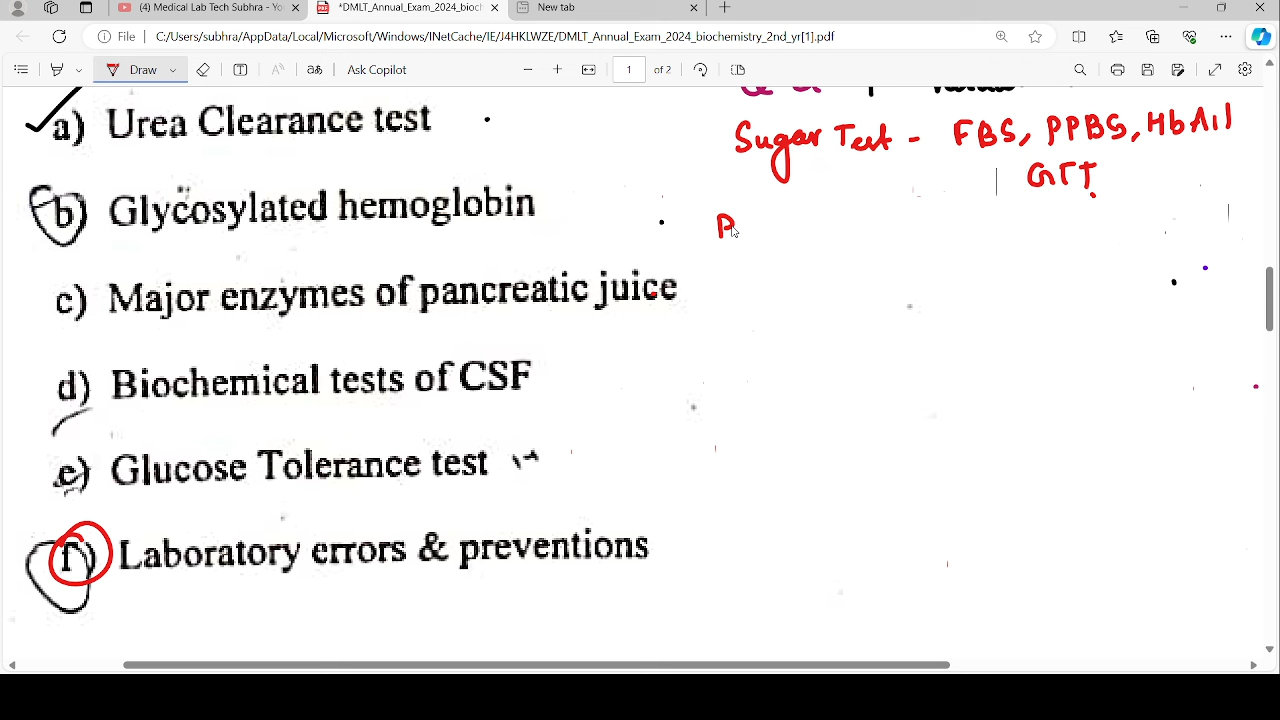 (4) Medical Lab Tech Subhra - Yo
*DMLT_Annual_Exam_2024_bioch
New tab
File
C:/Users/subhra/AppData/Local/Microsoft/Windows/INetCache/IE/J4HKLWZE/DMLT_Annual_Exam_2024_biochemistry_2nd_yr[1].pdf
Draw
Ask Copilot
1 of 2
a) Urea Clearance test
Sugar Test - FBS, PPBS, HbA1c
GTT
b) Glycosylated hemoglobin
c) Major enzymes of pancreatic juice
d) Biochemical tests of CSF
e) Glucose Tolerance test
f) Laboratory errors & preventions